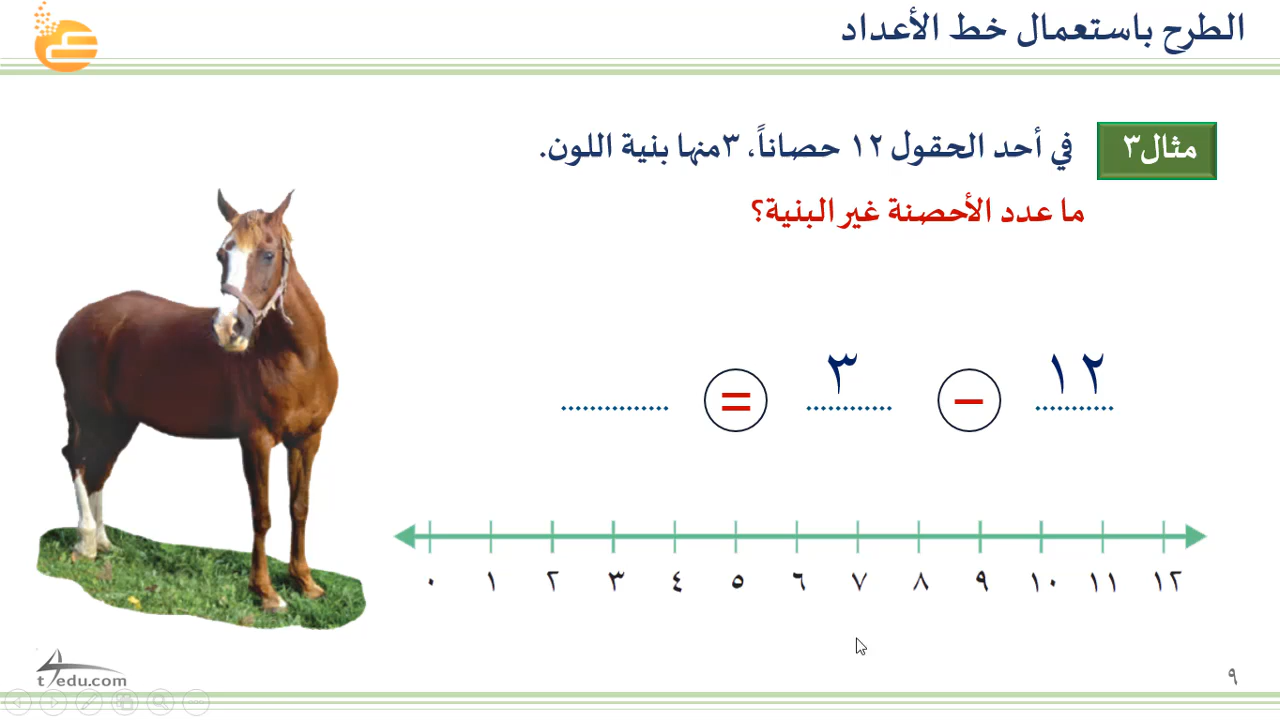 الطرح باستعمال خط الأعداد
مثال٣
في أحد الحقول ١٢ حصاناً، ٣منها بنية اللون.
ما عدد الأحصنة غير البنية؟
١٢ − ٣ = ..............
٠ ١ ٢ ٣ ٤ ٥ ٦ ٧ ٨ ٩ ١٠ ١١ ١٢
t4edu.com
٩